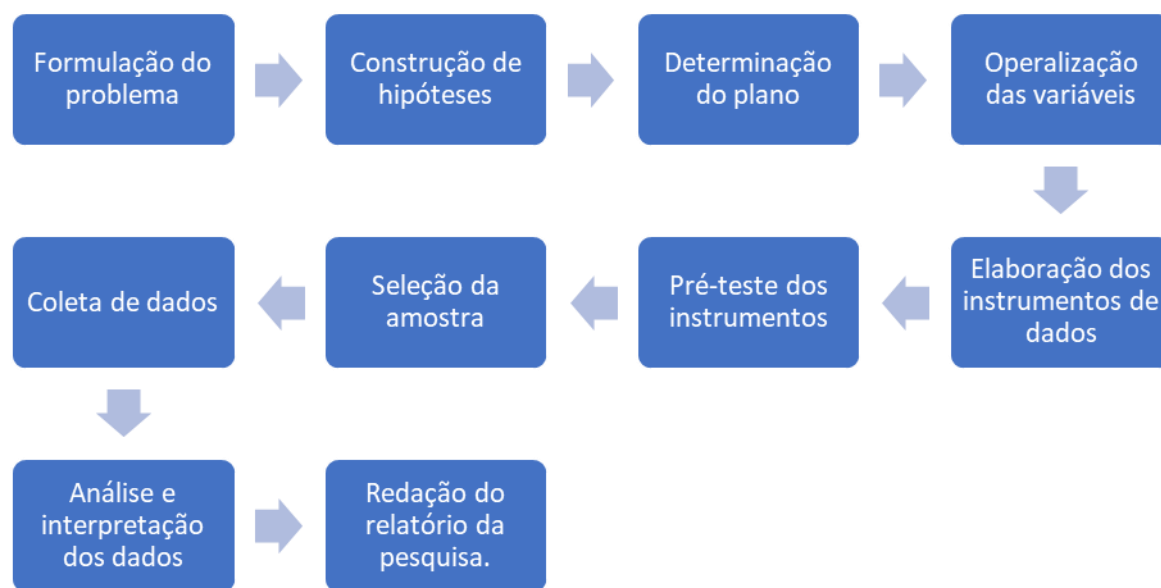 Formulação do
problema
Construção de
hipóteses
Determinação
do plano
Operalização
das variáveis
Elaboração dos
instrumentos de
dados
Pré-teste dos
instrumentos
Seleção da
amostra
Coleta de dados
Análise e
interpretação
dos dados
Redação do
relatório da
pesquisa.